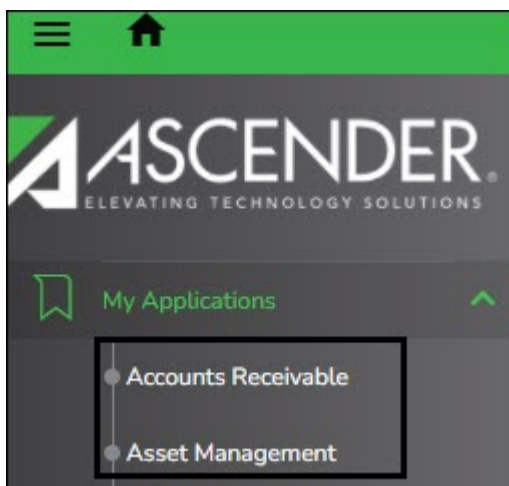 ASCENDER®
ELEVATING TECHNOLOGY SOLUTIONS
My Applications
Accounts Receivable
Asset Management